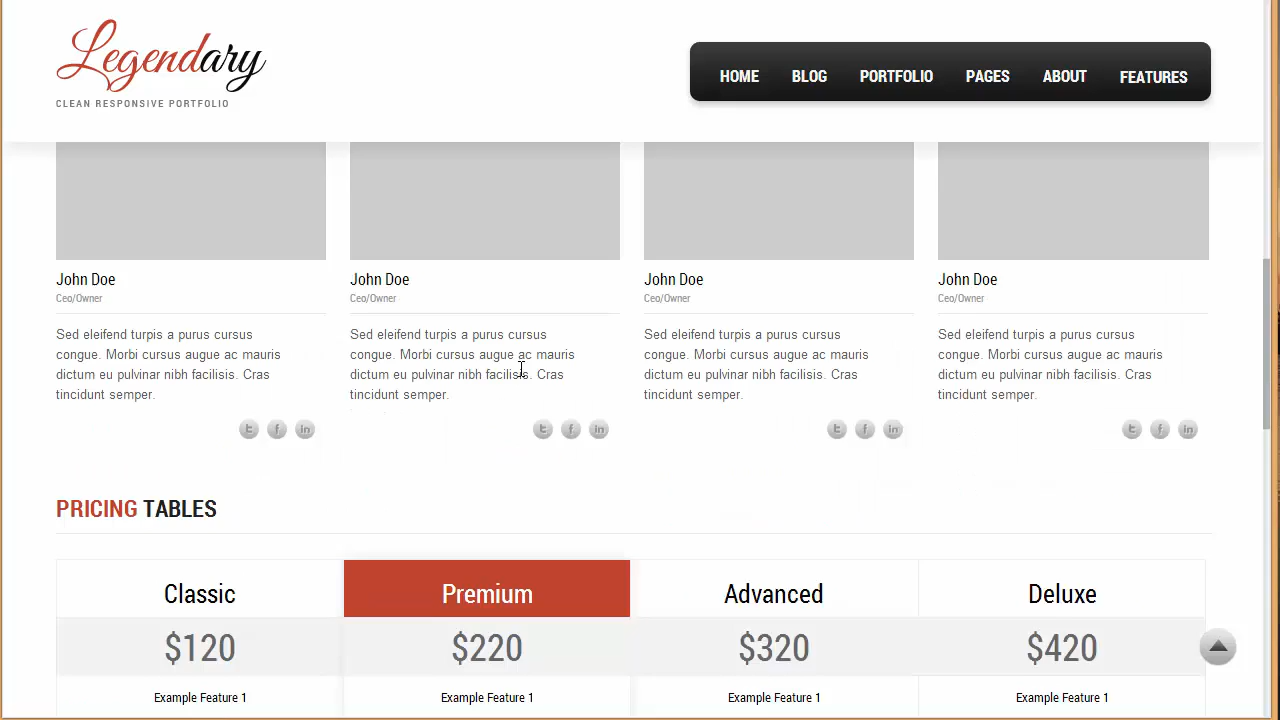 Legendary
CLEAN RESPONSIVE PORTFOLIO
HOME BLOG PORTFOLIO PAGES ABOUT FEATURES
John Doe
Ceo/Owner
Sed eleifend turpis a purus cursus
congue. Morbi cursus augue ac mauris
dictum eu pulvinar nibh facilisis. Cras
tincidunt semper.
John Doe
Ceo/Owner
Sed eleifend turpis a purus cursus
congue. Morbi cursus augue ac mauris
dictum eu pulvinar nibh facilisis. Cras
tincidunt semper.
John Doe
Ceo/Owner
Sed eleifend turpis a purus cursus
congue. Morbi cursus augue ac mauris
dictum eu pulvinar nibh facilisis. Cras
tincidunt semper.
John Doe
Ceo/Owner
Sed eleifend turpis a purus cursus
congue. Morbi cursus augue ac mauris
dictum eu pulvinar nibh facilisis. Cras
tincidunt semper.
PRICING TABLES
Classic Premium Advanced Deluxe
$120 $220 $320 $420
Example Feature 1 Example Feature 1 Example Feature 1 Example Feature 1